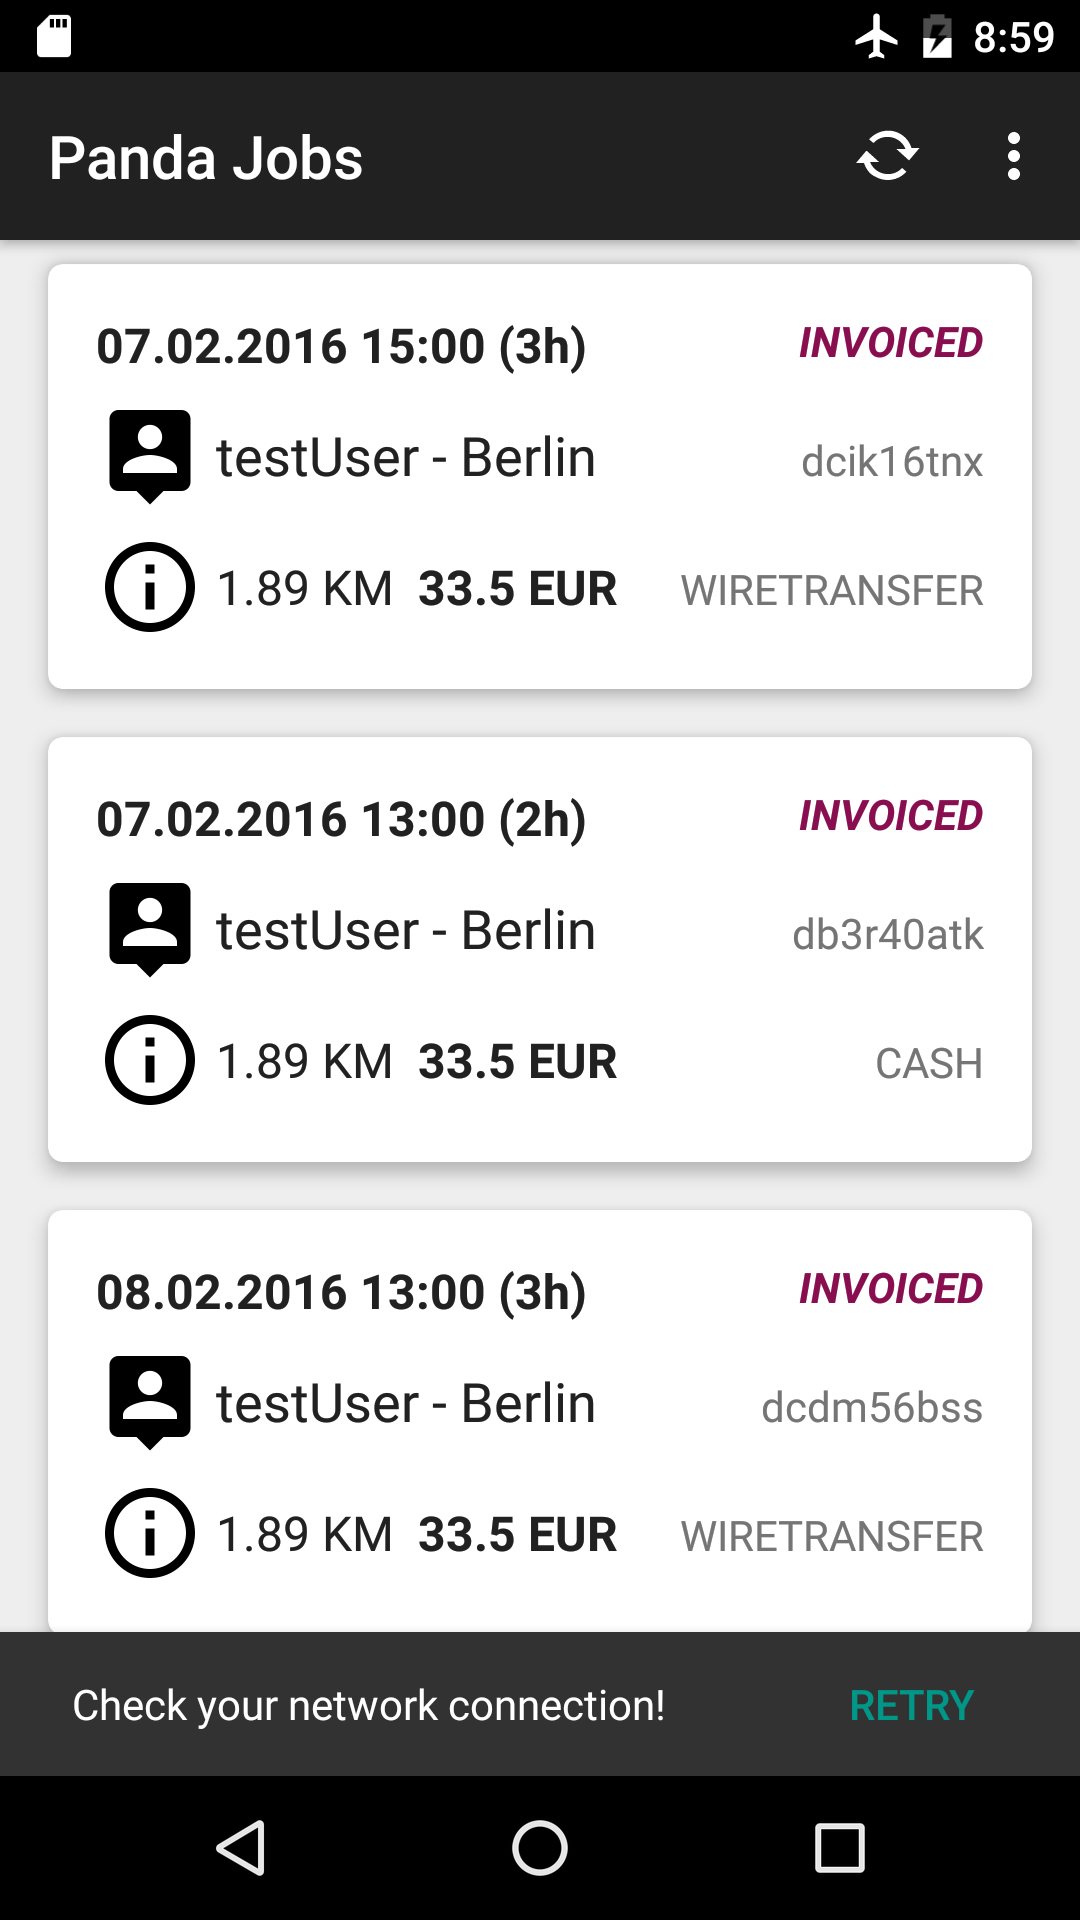 8:59
Panda Jobs
07.02.2016 15:00 (3h) INVOICED
testUser - Berlin dcik16tnx
1.89 KM 33.5 EUR WIRETRANSFER
07.02.2016 13:00 (2h) INVOICED
testUser - Berlin db3r40atk
1.89 KM 33.5 EUR CASH
08.02.2016 13:00 (3h) INVOICED
testUser - Berlin dcdm56bss
1.89 KM 33.5 EUR WIRETRANSFER
Check your network connection! RETRY